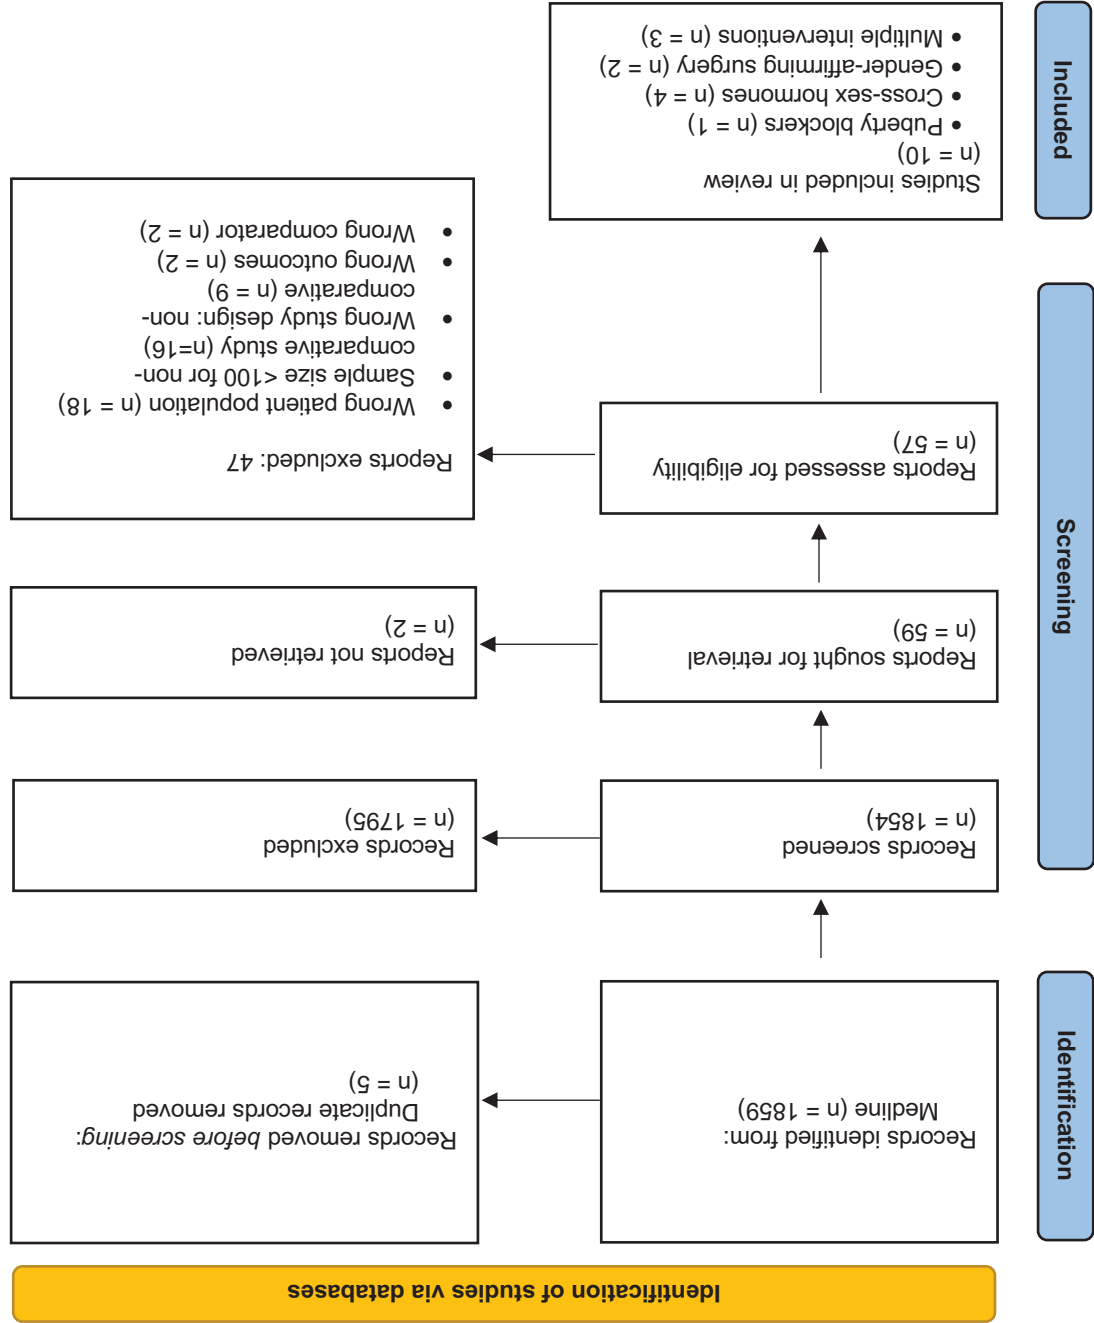 Identification of studies via databases
Identification
Records identified from:
Medline (n = 1859)
Records removed before screening:
Duplicate records removed
(n = 5)
Screening
Records screened
(n = 1854)
Records excluded
(n = 1795)
Reports sought for retrieval
(n = 59)
Reports not retrieved
(n = 2)
Reports assessed for eligibility
(n = 57)
Reports excluded: 47
• Wrong patient population (n = 18)
• Sample size <100 for non-
comparative study (n=16)
• Wrong study design: non-
comparative (n = 9)
• Wrong outcomes (n = 2)
• Wrong comparator (n = 2)
Included
Studies included in review
(n = 10)
• Puberty blockers (n = 1)
• Cross-sex hormones (n = 4)
• Gender-affirming surgery (n = 2)
• Multiple interventions (n = 3)